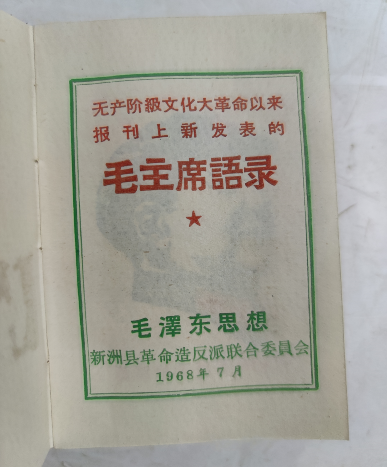 无产阶級文化大革命以来
报刊上新发表的
毛主席語录
★
毛澤东思想
新洲县革命造反派联合委員会
1968年7月